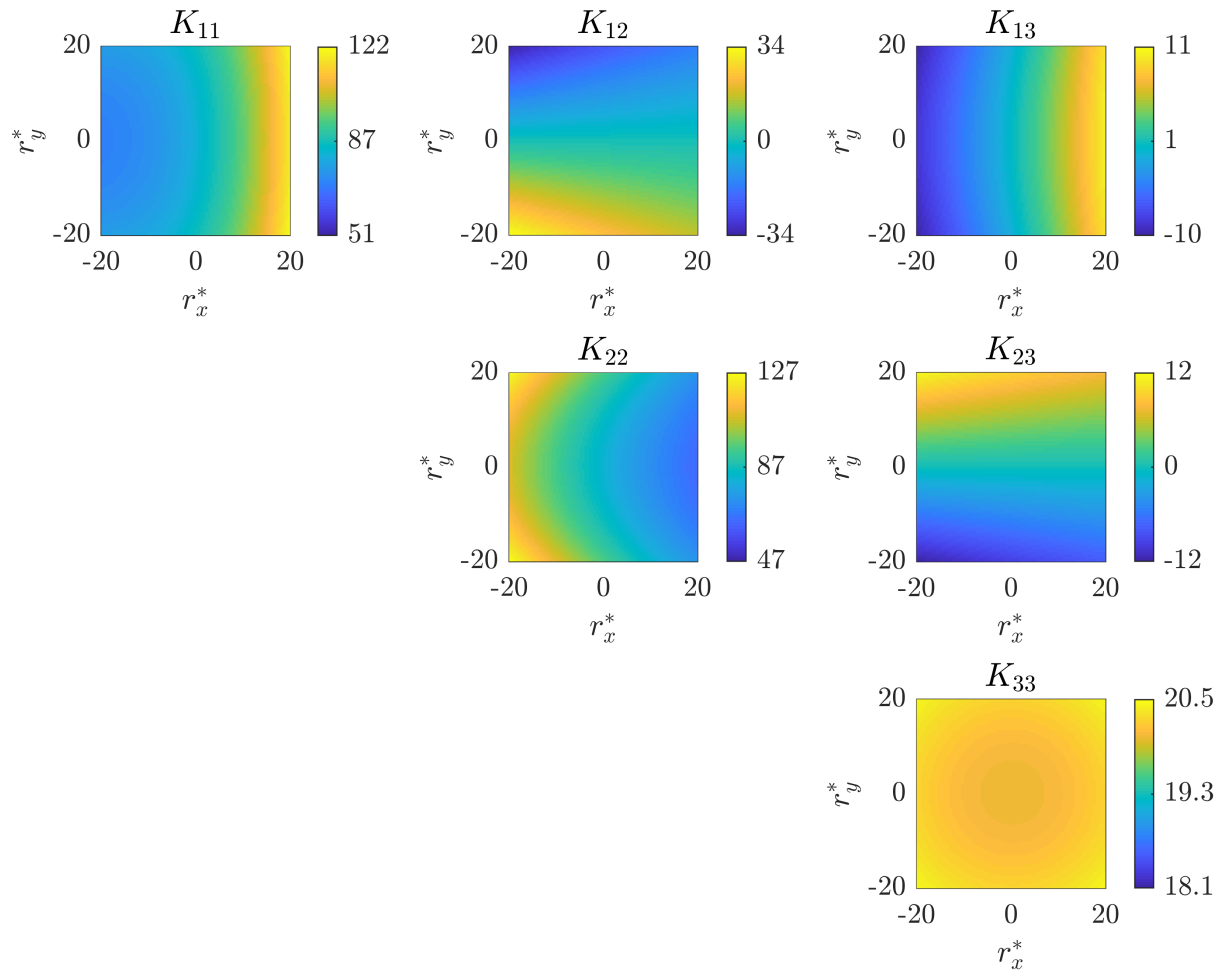 K₁₁ K₁₂ K₁₃
20 122 20 34 20 11
r*y 0 87 r*y 0 0 r*y 0 1
-20 51 -20 -34 -20 -10
-20 0 20 -20 0 20 -20 0 20
r*x r*x r*x
K₂₂ K₂₃
20 127 20 12
r*y 0 87 r*y 0 0
-20 47 -20 -12
-20 0 20 -20 0 20
r*x r*x
K₃₃
20 20.5
r*y 0 19.3
-20 18.1
-20 0 20
r*x